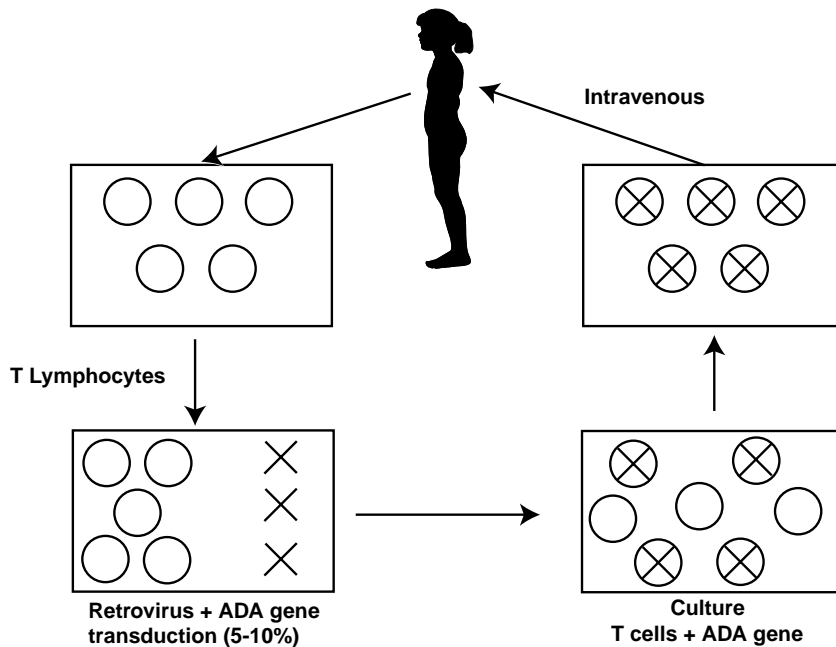 Intravenous
T Lymphocytes
Retrovirus + ADA gene
transduction (5-10%)
Culture
T cells + ADA gene